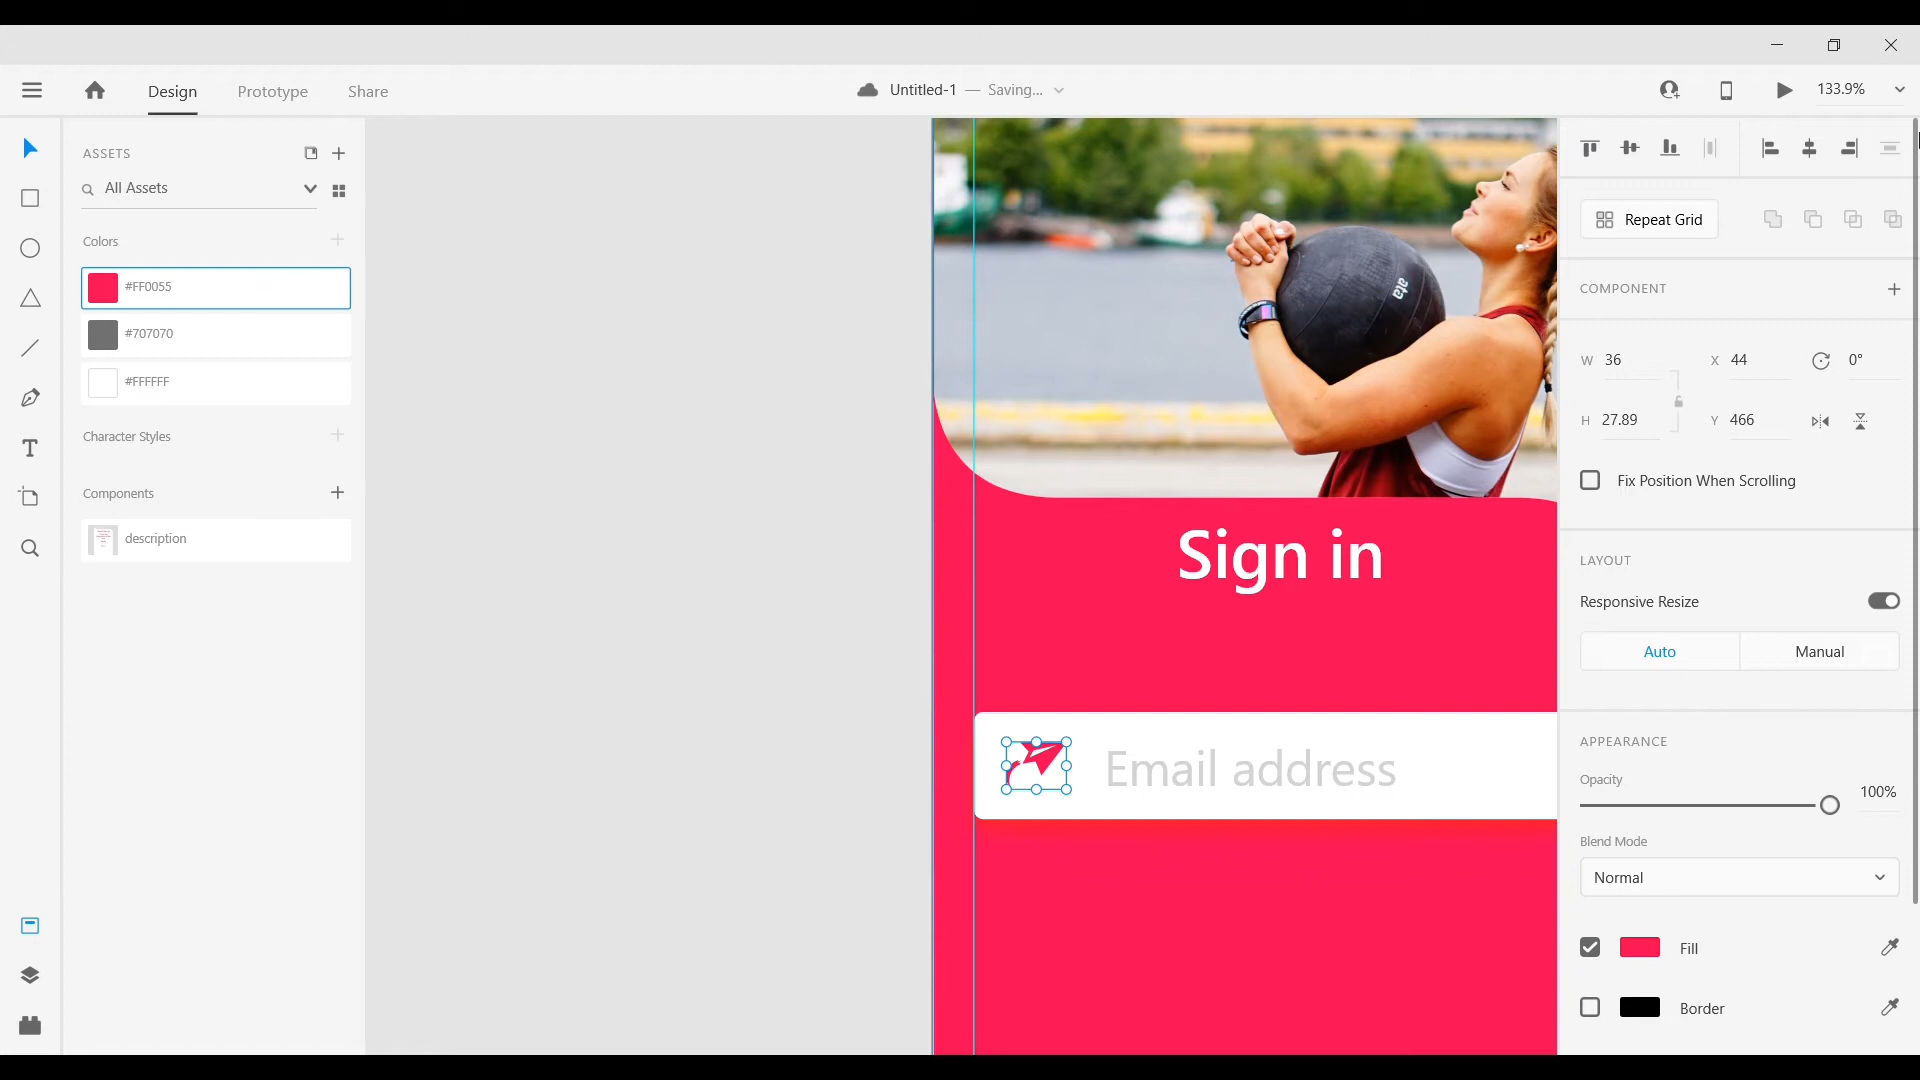 Design Prototype Share Untitled-1 — Saving... 133.9%
ASSETS
All Assets
Colors
#FF0055
#707070
#FFFFFF
Character Styles
Components
description
ata
Sign in
Email address
Repeat Grid
COMPONENT
W 36 X 44 0°
H 27.89 Y 466
Fix Position When Scrolling
LAYOUT
Responsive Resize
Auto Manual
APPEARANCE
Opacity
100%
Blend Mode
Normal
Fill
Border